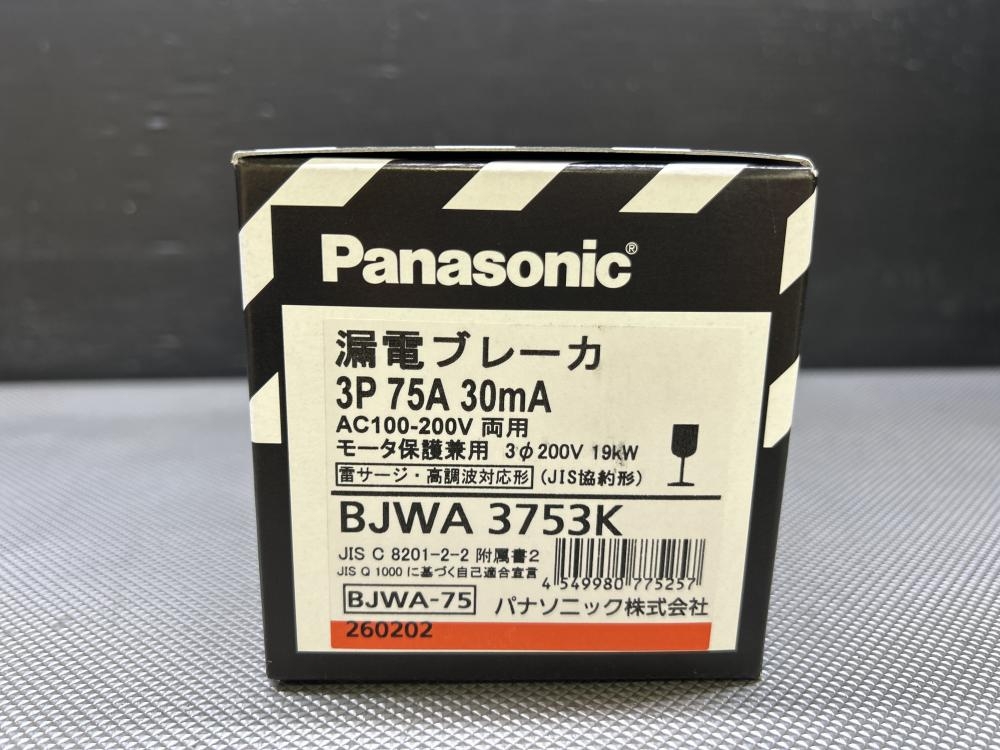 Panasonic®
漏電ブレーカ
3P 75A 30mA
AC100-200V 両用
モータ保護兼用 3φ200V 19kW
雷サージ・高調波対応形 (JIS協約形)
BJWA 3753K
JIS C 8201-2-2 附属書2
JIS Q 1000 に基づく自己適合宣言
4 549980 775257
BJWA-75 パナソニック株式会社
260202